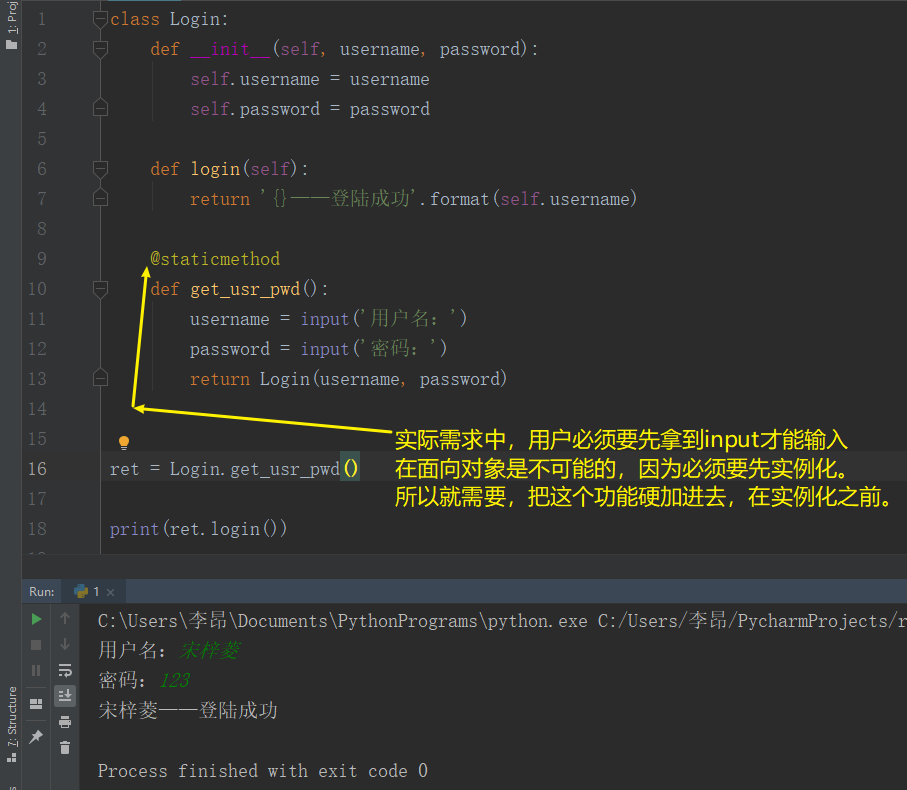 1: Proj
1 class Login:
2 def __init__(self, username, password):
3 self.username = username
4 self.password = password
5
6 def login(self):
7 return '{}——登陆成功'.format(self.username)
8
9 @staticmethod
10 def get_usr_pwd():
11 username = input('用户名：')
12 password = input('密码：')
13 return Login(username, password)
14
15
实际需求中，用户必须要先拿到input才能输入
16 ret = Login.get_usr_pwd()
在面向对象是不可能的，因为必须要先实例化。
17
所以就需要，把这个功能硬加进去，在实例化之前。
18 print(ret.login())
Run: 1
C:\Users\李昂\Documents\PythonPrograms\python.exe C:/Users/李昂/PycharmProjects/r
用户名：宋梓菱
密码：123
宋梓菱——登陆成功
Process finished with exit code 0
7: Structure